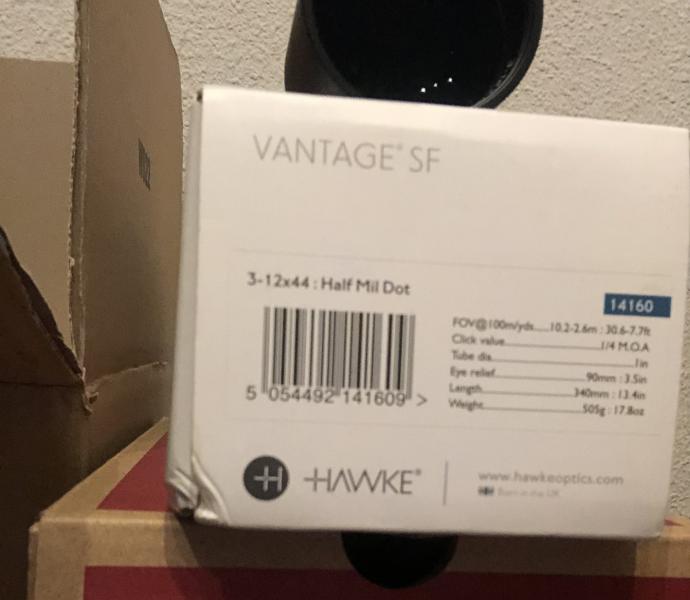 VANTAGE® SF
3-12x44 : Half Mil Dot
14160
FOV@100m/yds.....10.2-2.6m : 30.6-7.7ft
Click value 1/4 M.O.A
Tube dia. 1in
Eye relief 90mm : 3.5in
Length 340mm : 13.4in
Weight 505g : 17.8oz
5 054492 141609 >
HAWKE®
www.hawkeoptics.com
Born in the UK